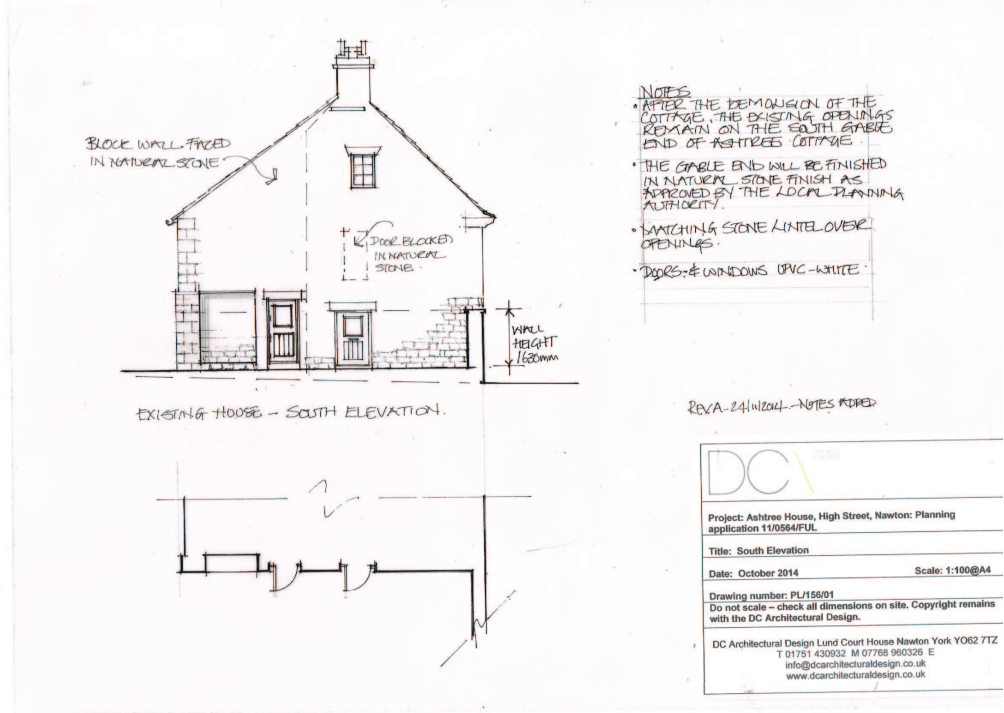 BLOCK WALL FACED
IN NATURAL STONE
DOOR BLOCKED
IN NATURAL
STONE.
WALL
HEIGHT
1620mm
EXISTING HOUSE - SOUTH ELEVATION.
NOTES
• AFTER THE DEMOLISION OF THE
COTTAGE, THE EXISTING OPENINGS
REMAIN ON THE SOUTH GABLE
END OF ASHTREE COTTAGE.
• THE GABLE END WILL BE FINISHED
IN NATURAL STONE FINISH AS
APPROVED BY THE LOCAL PLANNING
AUTHORITY.
• MATCHING STONE LINTEL OVER
OPENINGS.
• DOORS & WINDOWS UPVC - WHITE.
REV.A - 24/11/2014 - NOTES ADDED
DC
Project: Ashtree House, High Street, Nawton: Planning
application 11/0564/FUL
Title: South Elevation
Date: October 2014 Scale: 1:100@A4
Drawing number: PL/156/01
Do not scale – check all dimensions on site. Copyright remains
with the DC Architectural Design.
DC Architectural Design Lund Court House Nawton York YO62 7TZ
T 01751 430932 M 07768 960326 E
info@dcarchitecturaldesign.co.uk
www.dcarchitecturaldesign.co.uk